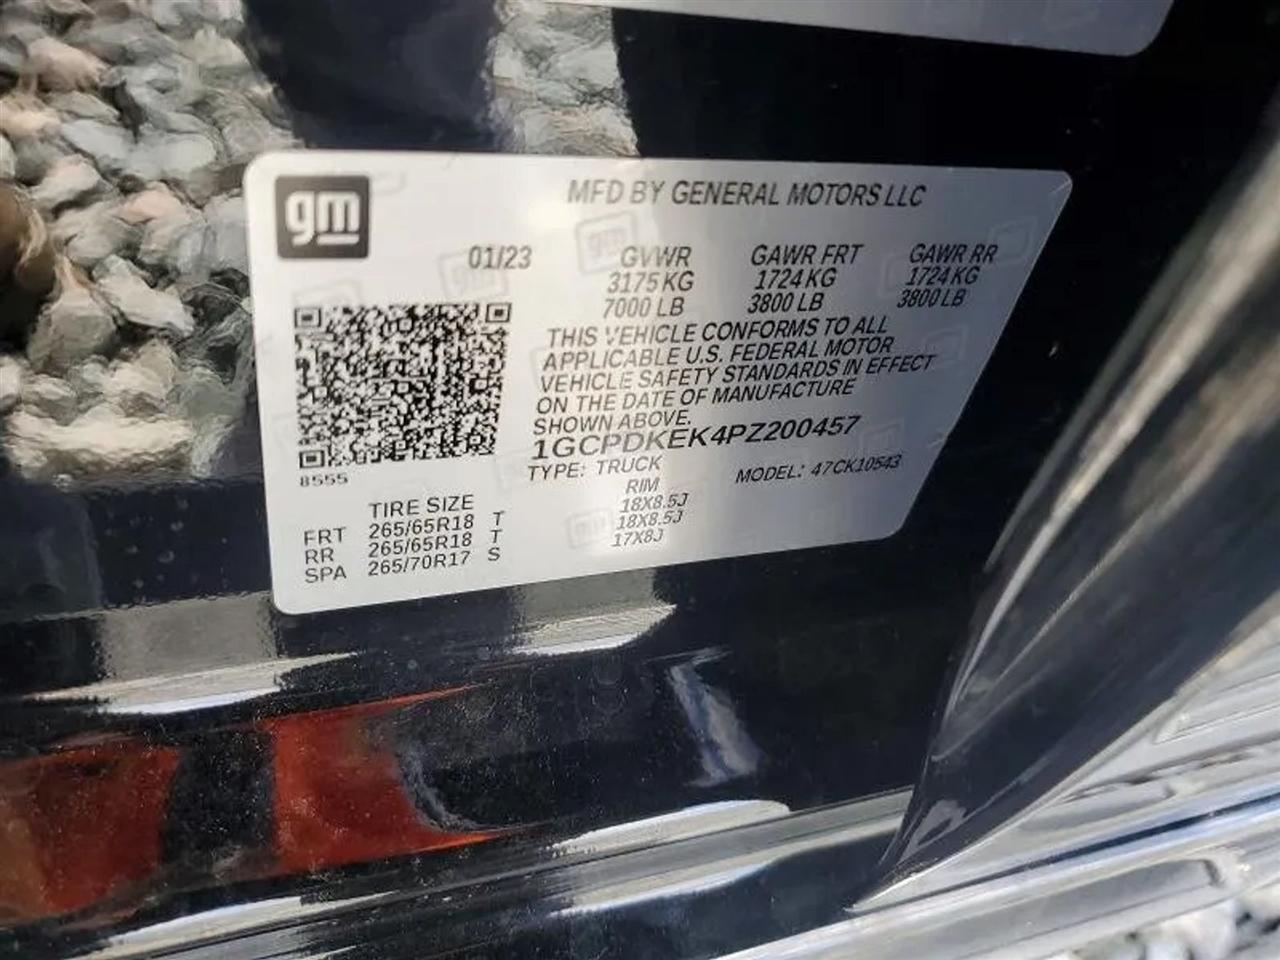 gm
MFD BY GENERAL MOTORS LLC
01/23 GVWR GAWR FRT GAWR RR
3175 KG 1724 KG 1724 KG
7000 LB 3800 LB 3800 LB
THIS VEHICLE CONFORMS TO ALL
APPLICABLE U.S. FEDERAL MOTOR
VEHICLE SAFETY STANDARDS IN EFFECT
ON THE DATE OF MANUFACTURE
SHOWN ABOVE.
1GCPDKEK4PZ200457
TYPE: TRUCK MODEL: 47CK10543
8555
TIRE SIZE RIM
FRT 265/65R18 T 18X8.5J
RR 265/65R18 T 18X8.5J
SPA 265/70R17 S 17X8J